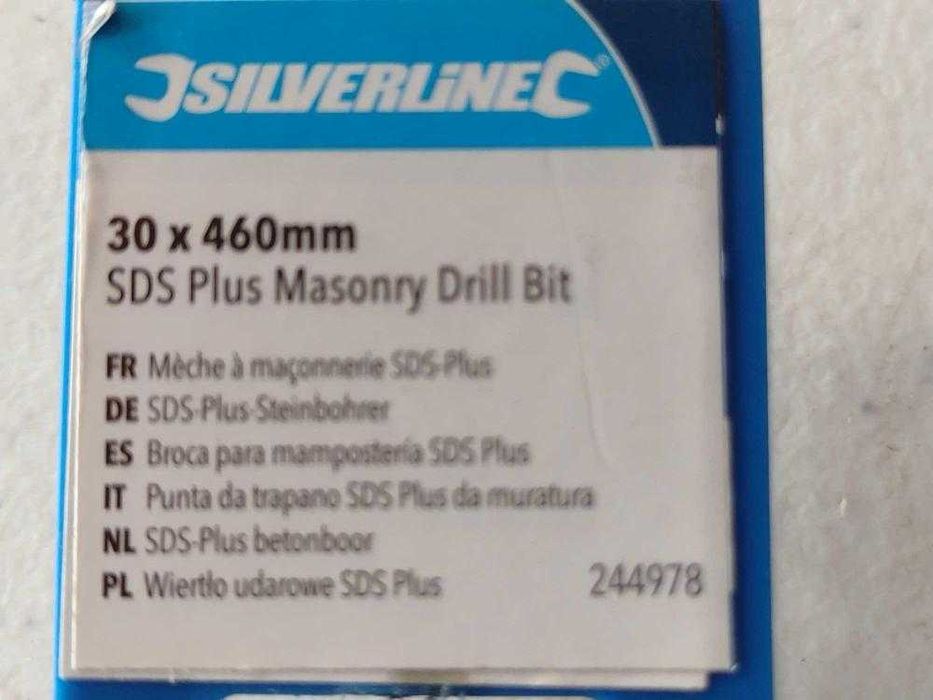 SILVERLINE®
30 x 460mm
SDS Plus Masonry Drill Bit
FR Mèche à maçonnerie SDS-Plus
DE SDS-Plus-Steinbohrer
ES Broca para mampostería SDS Plus
IT Punta da trapano SDS Plus da muratura
NL SDS-Plus betonboor
PL Wiertło udarowe SDS Plus
244978